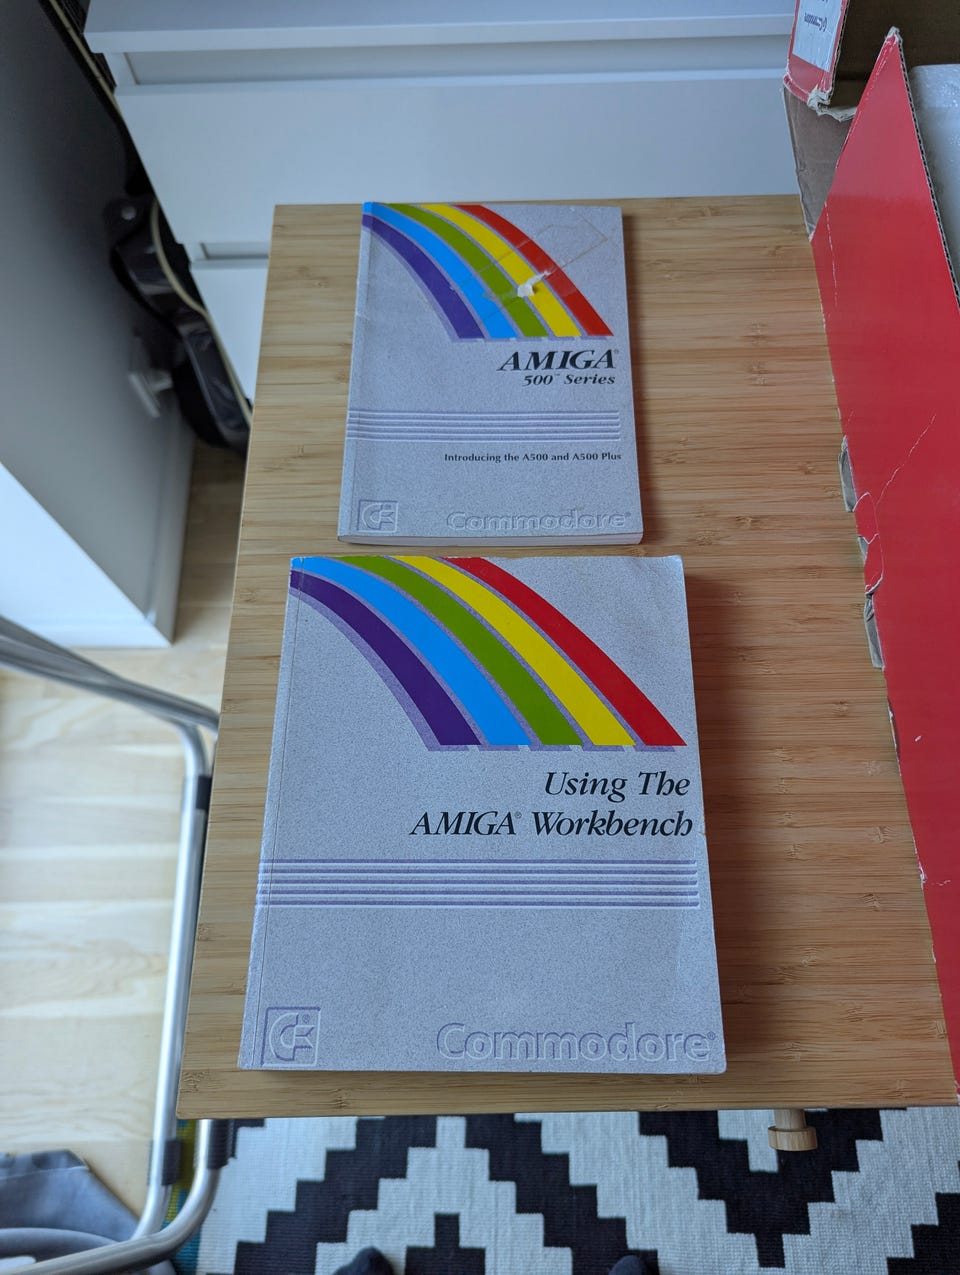 AMIGA®
500™ Series
Introducing the A500 and A500 Plus
Commodore®
Using The
AMIGA® Workbench
Commodore®